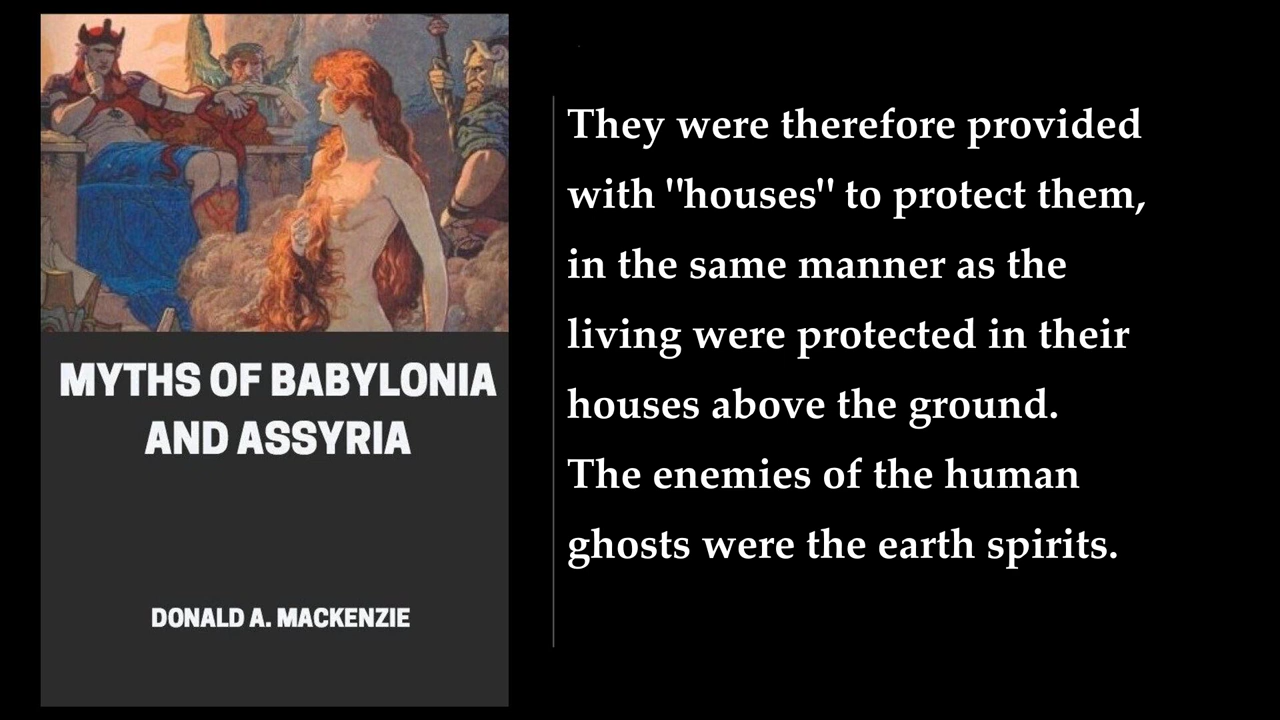 MYTHS OF BABYLONIA
AND ASSYRIA
DONALD A. MACKENZIE
They were therefore provided
with "houses" to protect them,
in the same manner as the
living were protected in their
houses above the ground.
The enemies of the human
ghosts were the earth spirits.